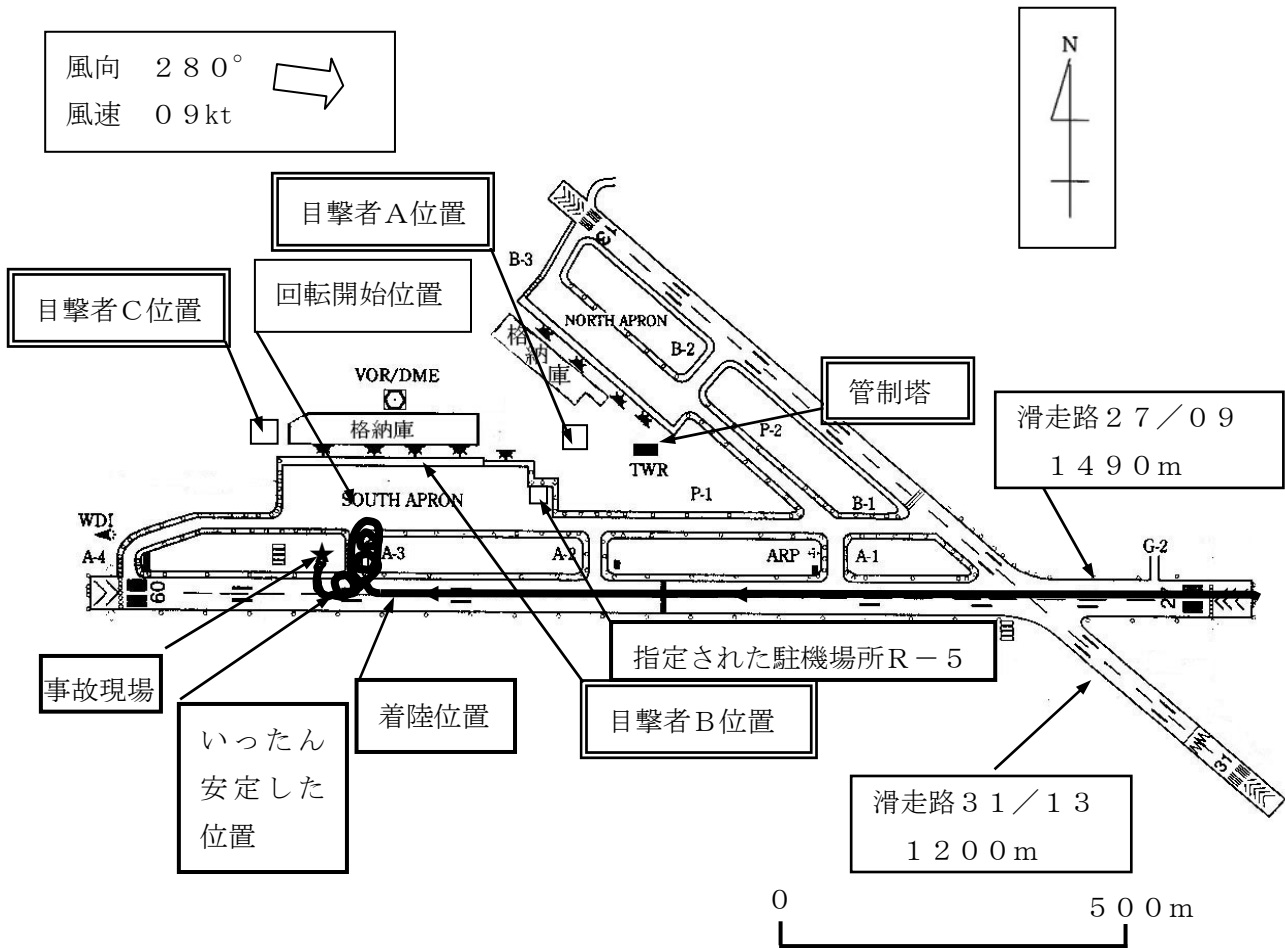 風向 280°
風速 09kt
N
目撃者A位置
目撃者C位置
回転開始位置
B-3
13
NORTH APRON
格納庫
B-2
VOR/DME
管制塔
滑走路27/09
1490m
格納庫
P-2
TWR
SOUTH APRON
P-1
B-1
WDI
A-4
A-3
A-2
ARP
A-1
G-2
09
27
指定された駐機場所R-5
事故現場
着陸位置
目撃者B位置
いったん
安定した
位置
31
滑走路31/13
1200m
0
500m